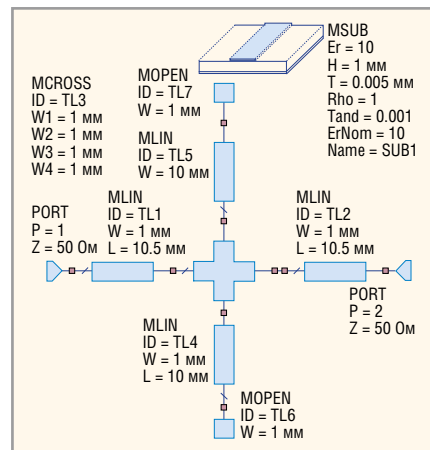 MSUB
Er = 10
H = 1 мм
T = 0.005 мм
Rho = 1
Tand = 0.001
ErNom = 10
Name = SUB1
MCROSS
ID = TL3
W1 = 1 мм
W2 = 1 мм
W3 = 1 мм
W4 = 1 мм
MOPEN
ID = TL7
W = 1 мм
MLIN
ID = TL5
W = 10 мм
PORT
P = 1
Z = 50 Ом
MLIN
ID = TL1
W = 1 мм
L = 10.5 мм
MLIN
ID = TL2
W = 1 мм
L = 10.5 мм
PORT
P = 2
Z = 50 Ом
MLIN
ID = TL4
W = 1 мм
L = 10 мм
MOPEN
ID = TL6
W = 1 мм